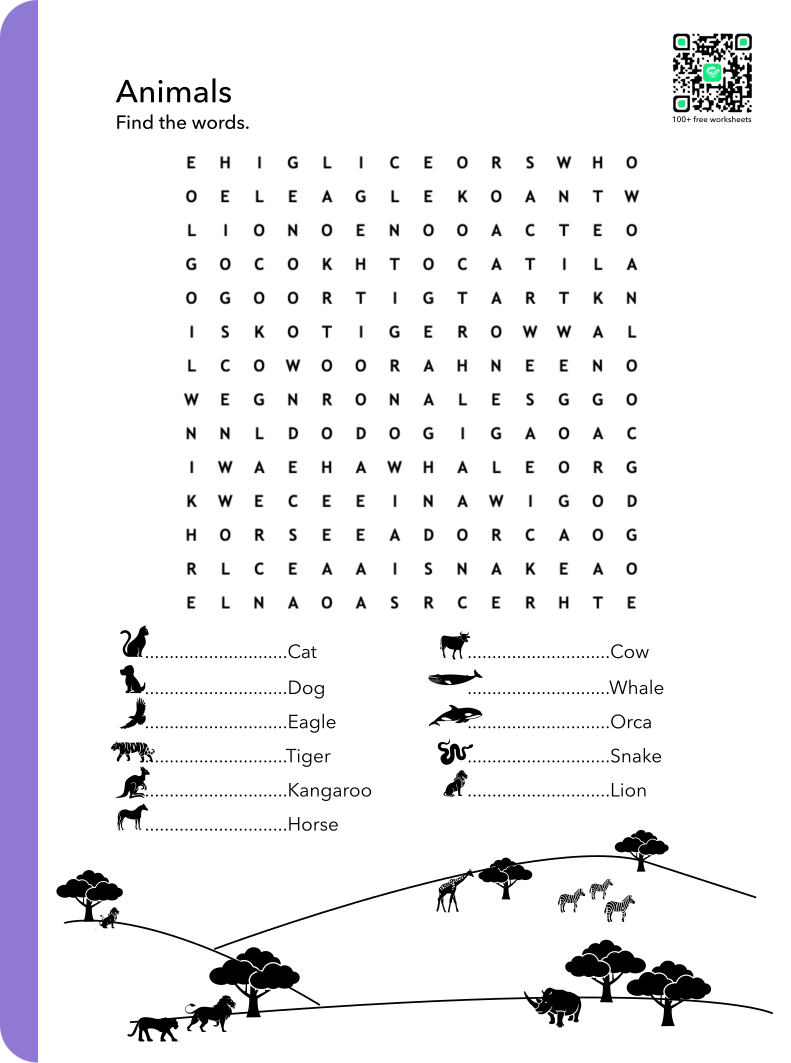 100+ free worksheets
Animals
Find the words.
E H I G L I C E O R S W H O
O E L E A G L E K O A N T W
L I O N O E N O O A C T E O
G O C O K H T O C A T I L A
O G O O R T I G T A R T K N
I S K O T I G E R O W W A L
L C O W O O R A H N E E N O
W E G N R O N A L E S G G O
N N L D O D O G I G A O A C
I W A E H A W H A L E O R G
K W E C E E I N A W I G O D
H O R S E E A D O R C A O G
R L C E A A I S N A K E A O
E L N A O A S R C E R H T E
............................Cat
............................Dog
............................Eagle
............................Tiger
............................Kangaroo
............................Horse
............................Cow
............................Whale
............................Orca
............................Snake
............................Lion